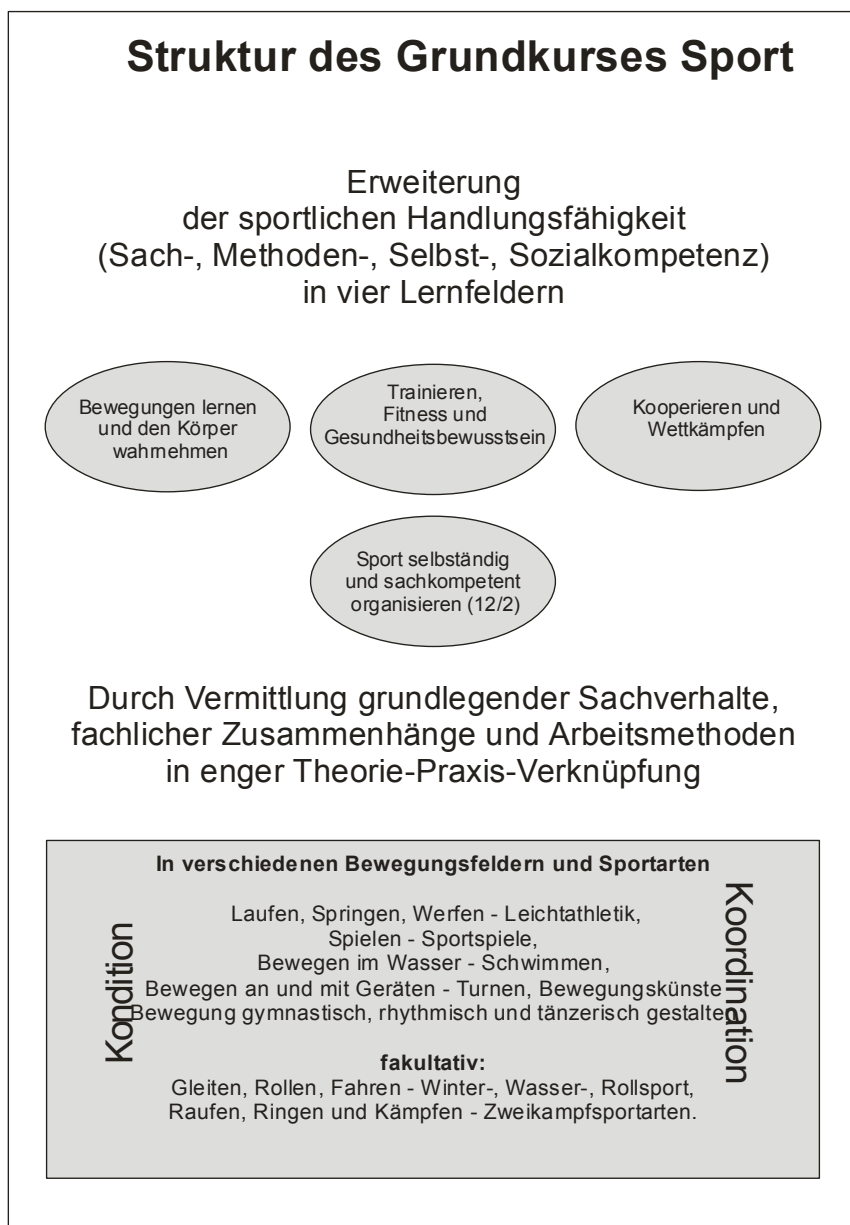 Struktur des Grundkurses Sport
Erweiterung
der sportlichen Handlungsfähigkeit
(Sach-, Methoden-, Selbst-, Sozialkompetenz)
in vier Lernfeldern
Bewegungen lernen
und den Körper
wahrnehmen
Trainieren,
Fitness und
Gesundheitsbewusstsein
Kooperieren und
Wettkämpfen
Sport selbständig
und sachkompetent
organisieren (12/2)
Durch Vermittlung grundlegender Sachverhalte,
fachlicher Zusammenhänge und Arbeitsmethoden
in enger Theorie-Praxis-Verknüpfung
In verschiedenen Bewegungsfeldern und Sportarten
Kondition
Laufen, Springen, Werfen - Leichtathletik,
Spielen - Sportspiele,
Bewegen im Wasser - Schwimmen,
Bewegen an und mit Geräten - Turnen, Bewegungskünste
Bewegung gymnastisch, rhythmisch und tänzerisch gestalten
fakultativ:
Gleiten, Rollen, Fahren - Winter-, Wasser-, Rollsport,
Raufen, Ringen und Kämpfen - Zweikampfsportarten.
Koordination